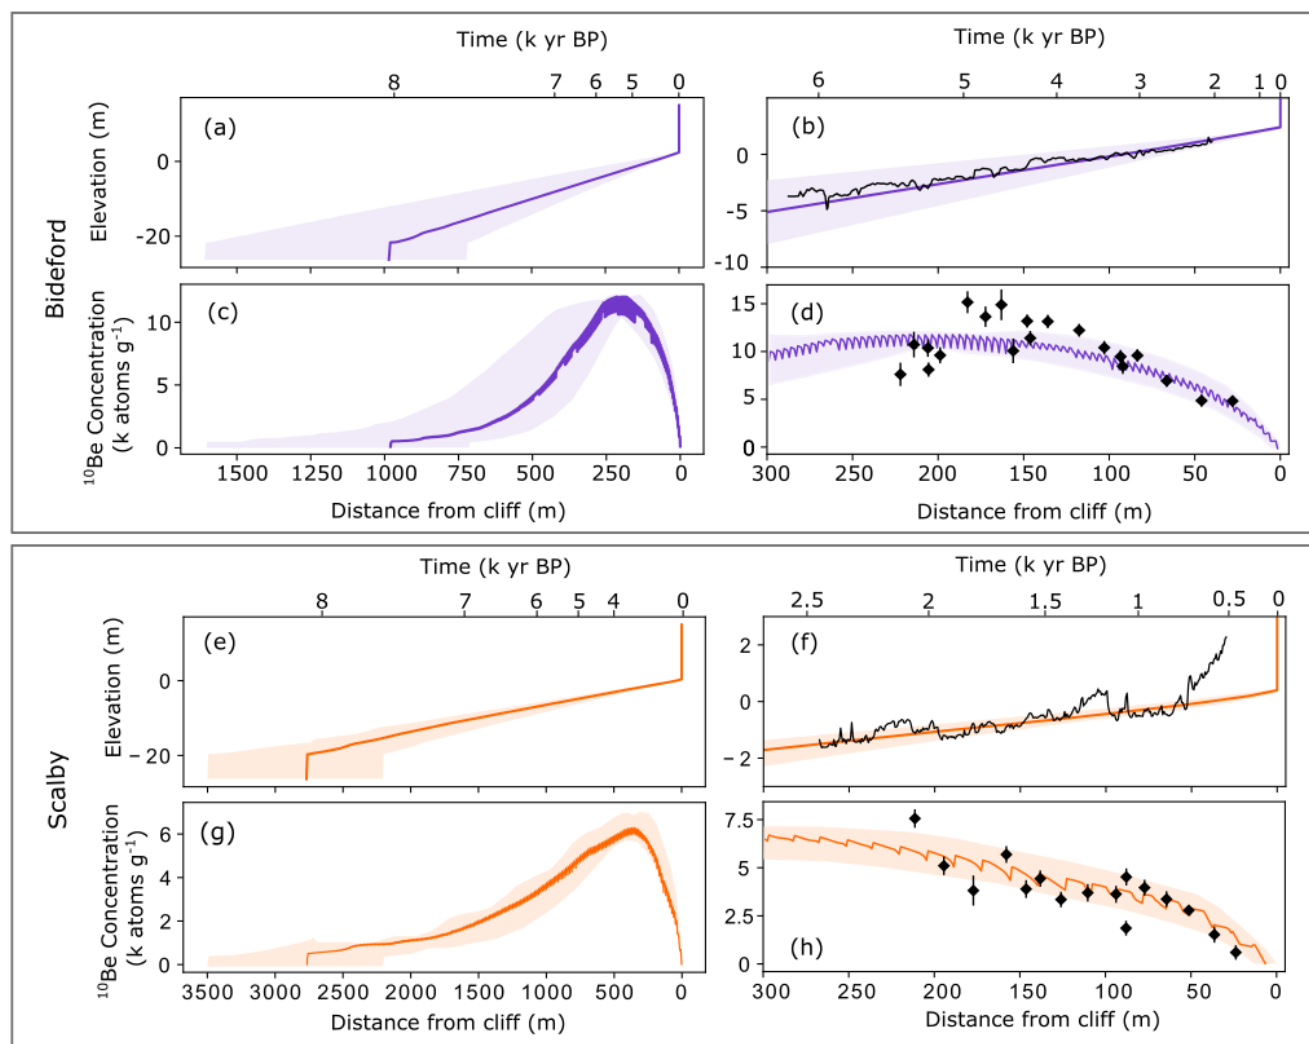 Bideford
Time (k yr BP)
8 7 6 5 0
(a)
Elevation (m)
0
-20
Time (k yr BP)
6 5 4 3 2 1 0
(b)
0
-5
-10
(c)
¹⁰Be Concentration
(k atoms g⁻¹)
10
5
0
1500 1250 1000 750 500 250 0
Distance from cliff (m)
(d)
15
10
5
0
0
300 250 200 150 100 50 0
Distance from cliff (m)
Scalby
Time (k yr BP)
8 7 6 5 4 2 0
(e)
Elevation (m)
0
-20
Time (k yr BP)
2.5 2 1.5 1 0.5 0
(f)
2
0
-2
(g)
¹⁰Be Concentration
(k atoms g⁻¹)
6
4
2
0
3500 3000 2500 2000 1500 1000 500 0
Distance from cliff (m)
(h)
7.5
5
2.5
0
300 250 200 150 100 50 0
Distance from cliff (m)